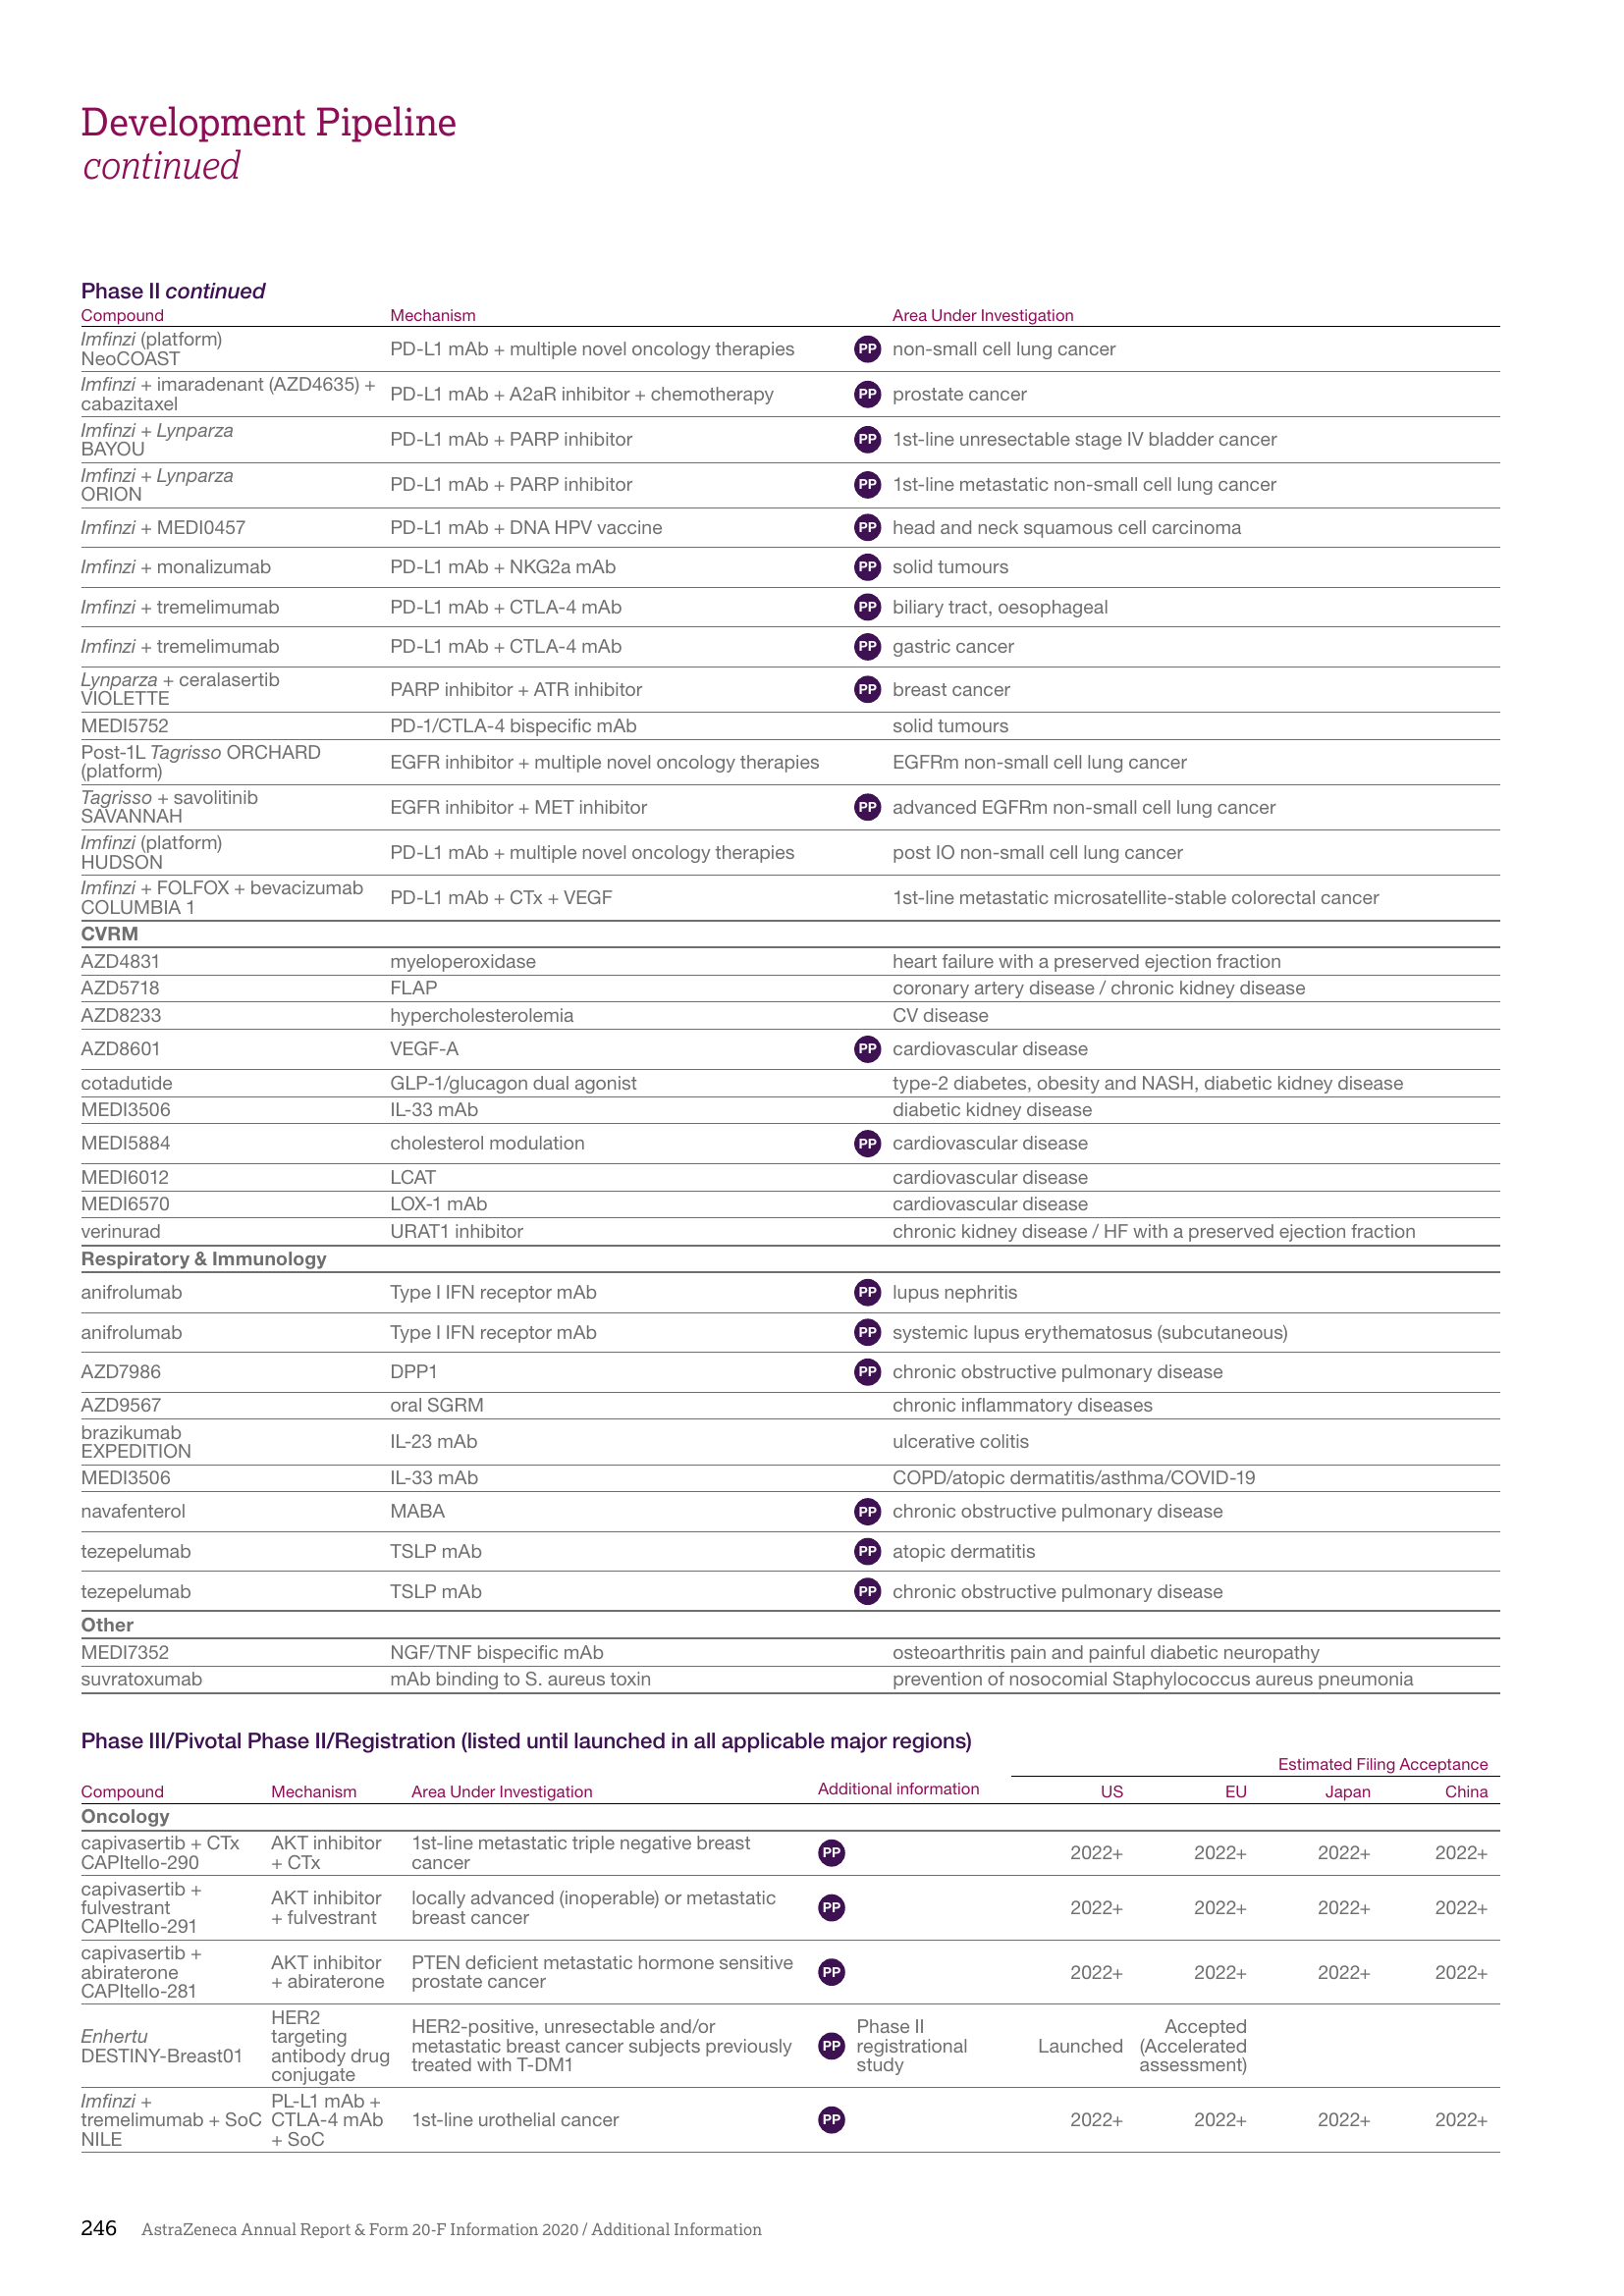 Development Pipeline
continued
Phase II continued
Compound Mechanism Area Under Investigation
Imfinzi (platform)
NeoCOAST
PD-L1 mAb + multiple novel oncology therapies PP non-small cell lung cancer
Imfinzi + imaradenant (AZD4635) +
cabazitaxel
PD-L1 mAb + A2aR inhibitor + chemotherapy PP prostate cancer
Imfinzi + Lynparza
BAYOU
PD-L1 mAb + PARP inhibitor PP 1st-line unresectable stage IV bladder cancer
Imfinzi + Lynparza
ORION
PD-L1 mAb + PARP inhibitor PP 1st-line metastatic non-small cell lung cancer
Imfinzi + MEDI0457 PD-L1 mAb + DNA HPV vaccine PP head and neck squamous cell carcinoma
Imfinzi + monalizumab PD-L1 mAb + NKG2a mAb PP solid tumours
Imfinzi + tremelimumab PD-L1 mAb + CTLA-4 mAb PP biliary tract, oesophageal
Imfinzi + tremelimumab PD-L1 mAb + CTLA-4 mAb PP gastric cancer
Lynparza + ceralasertib
VIOLETTE
PARP inhibitor + ATR inhibitor PP breast cancer
MEDI5752 PD-1/CTLA-4 bispecific mAb solid tumours
Post-1L Tagrisso ORCHARD
(platform)
EGFR inhibitor + multiple novel oncology therapies EGFRm non-small cell lung cancer
Tagrisso + savolitinib
SAVANNAH
EGFR inhibitor + MET inhibitor PP advanced EGFRm non-small cell lung cancer
Imfinzi (platform)
HUDSON
PD-L1 mAb + multiple novel oncology therapies post IO non-small cell lung cancer
Imfinzi + FOLFOX + bevacizumab
COLUMBIA 1
PD-L1 mAb + CTx + VEGF 1st-line metastatic microsatellite-stable colorectal cancer
CVRM
AZD4831 myeloperoxidase heart failure with a preserved ejection fraction
AZD5718 FLAP coronary artery disease / chronic kidney disease
AZD8233 hypercholesterolemia CV disease
AZD8601 VEGF-A PP cardiovascular disease
cotadutide GLP-1/glucagon dual agonist type-2 diabetes, obesity and NASH, diabetic kidney disease
MEDI3506 IL-33 mAb diabetic kidney disease
MEDI5884 cholesterol modulation PP cardiovascular disease
MEDI6012 LCAT cardiovascular disease
MEDI6570 LOX-1 mAb cardiovascular disease
verinurad URAT1 inhibitor chronic kidney disease / HF with a preserved ejection fraction
Respiratory & Immunology
anifrolumab Type I IFN receptor mAb PP lupus nephritis
anifrolumab Type I IFN receptor mAb PP systemic lupus erythematosus (subcutaneous)
AZD7986 DPP1 PP chronic obstructive pulmonary disease
AZD9567 oral SGRM chronic inflammatory diseases
brazikumab
EXPEDITION
IL-23 mAb ulcerative colitis
MEDI3506 IL-33 mAb COPD/atopic dermatitis/asthma/COVID-19
navafenterol MABA PP chronic obstructive pulmonary disease
tezepelumab TSLP mAb PP atopic dermatitis
tezepelumab TSLP mAb PP chronic obstructive pulmonary disease
Other
MEDI7352 NGF/TNF bispecific mAb osteoarthritis pain and painful diabetic neuropathy
suvratoxumab mAb binding to S. aureus toxin prevention of nosocomial Staphylococcus aureus pneumonia
Phase III/Pivotal Phase II/Registration (listed until launched in all applicable major regions)
Estimated Filing Acceptance
Compound Mechanism Area Under Investigation Additional information US EU Japan China
Oncology
capivasertib + CTx
CAPItello-290
AKT inhibitor
+ CTx
1st-line metastatic triple negative breast
cancer
PP 2022+ 2022+ 2022+ 2022+
capivasertib +
fulvestrant
CAPItello-291
AKT inhibitor
+ fulvestrant
locally advanced (inoperable) or metastatic
breast cancer
PP 2022+ 2022+ 2022+ 2022+
capivasertib +
abiraterone
CAPItello-281
AKT inhibitor
+ abiraterone
PTEN deficient metastatic hormone sensitive
prostate cancer
PP 2022+ 2022+ 2022+ 2022+
Enhertu
DESTINY-Breast01
HER2
targeting
antibody drug
conjugate
HER2-positive, unresectable and/or
metastatic breast cancer subjects previously
treated with T-DM1
PP Phase II
registrational
study
Launched
Accepted
(Accelerated
assessment)
Imfinzi +
tremelimumab + SoC
NILE
PL-L1 mAb +
CTLA-4 mAb
+ SoC
1st-line urothelial cancer
PP 2022+ 2022+ 2022+ 2022+
246 AstraZeneca Annual Report & Form 20-F Information 2020 / Additional Information